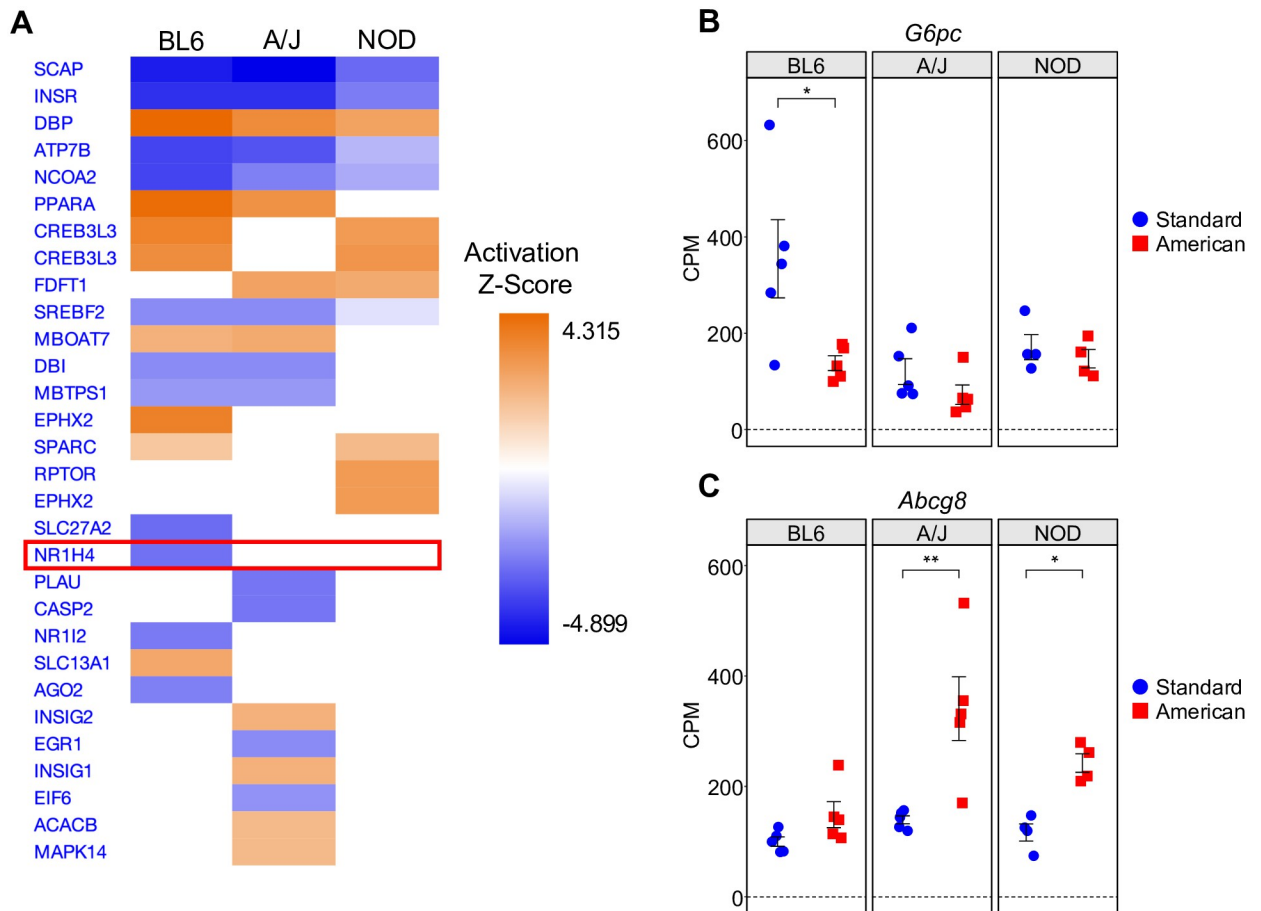 A
BL6 A/J NOD
SCAP
INSR
DBP
ATP7B
NCOA2
PPARA
CREB3L3
CREB3L3
FDFT1
SREBF2
MBOAT7
DBI
MBTPS1
EPHX2
SPARC
RPTOR
EPHX2
SLC27A2
NR1H4
PLAU
CASP2
NR1I2
SLC13A1
AGO2
INSIG2
EGR1
INSIG1
EIF6
ACACB
MAPK14
Activation
Z-Score
4.315
-4.899
B
G6pc
BL6 A/J NOD
*
600
400
200
0
CPM
Standard
American
C
Abcg8
BL6 A/J NOD
** *
600
400
200
0
CPM
Standard
American